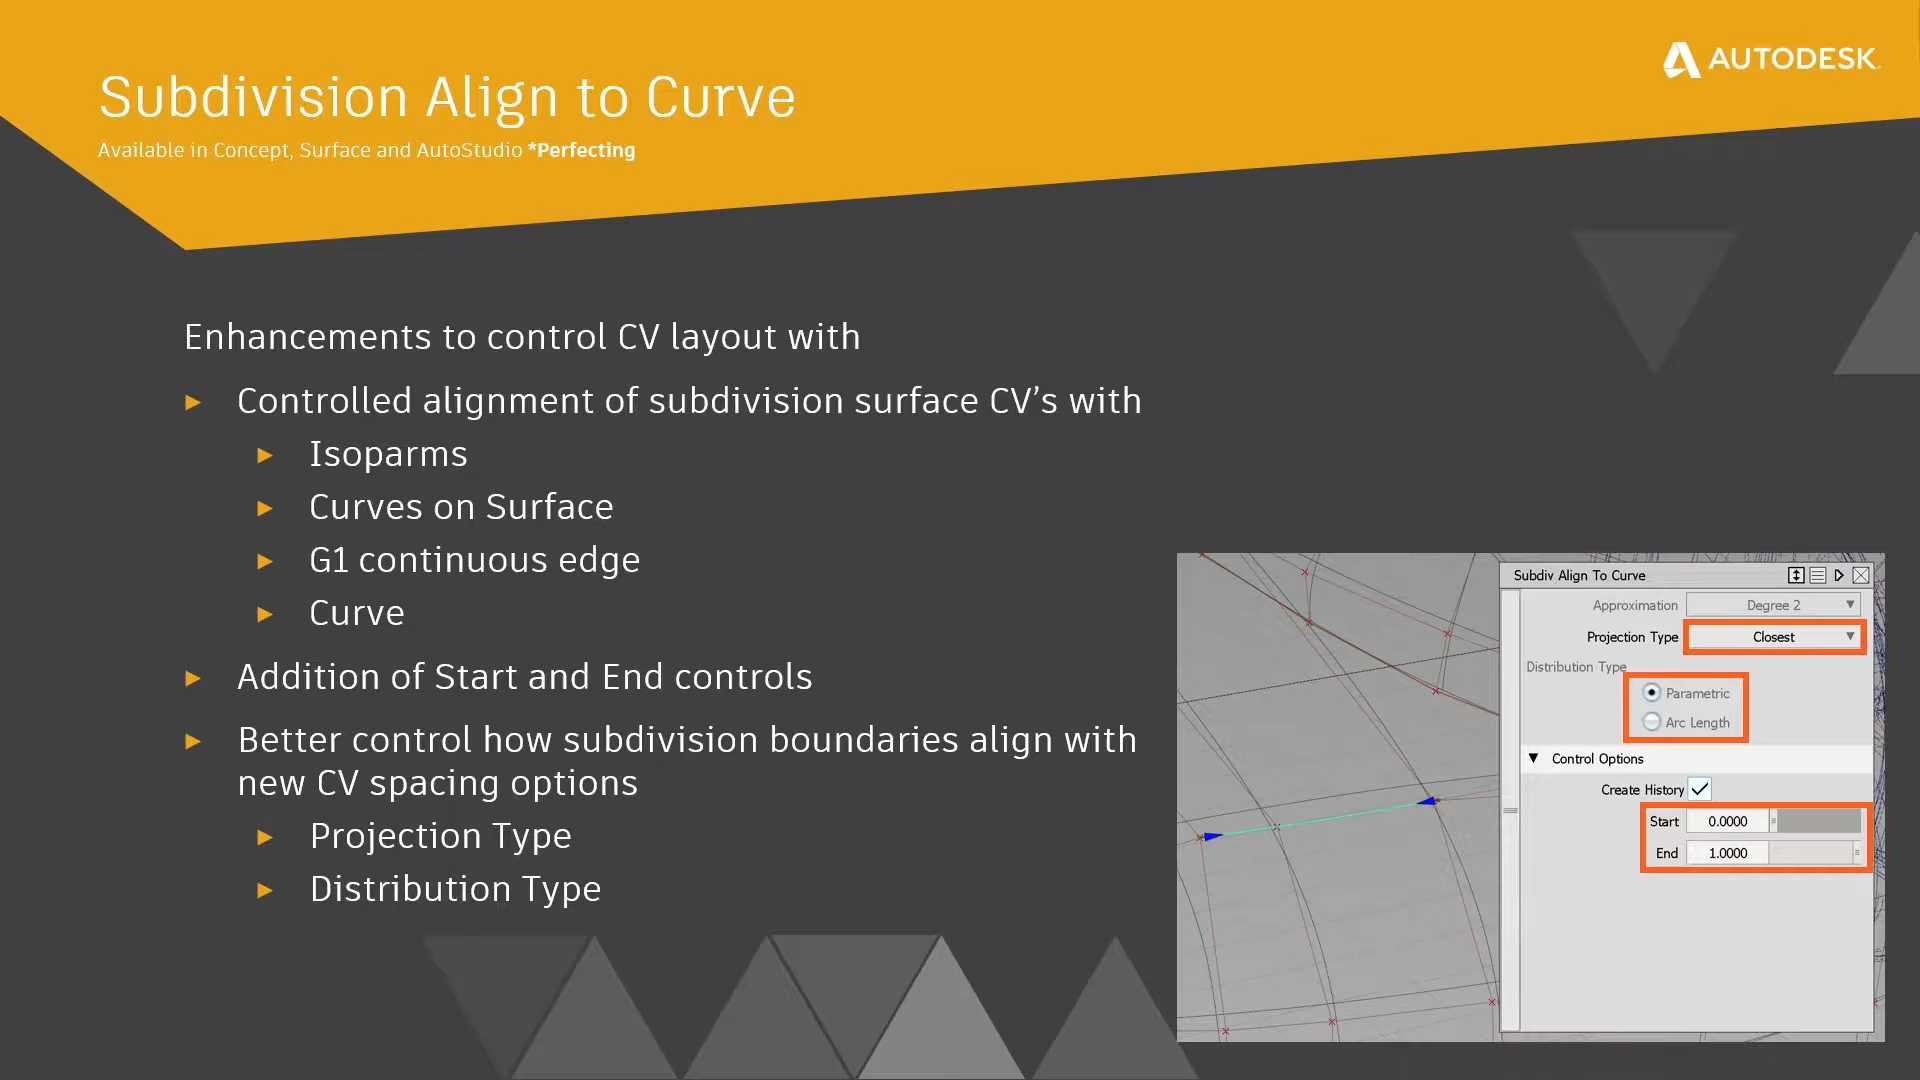 AUTODESK.
Subdivision Align to Curve
Available in Concept, Surface and AutoStudio *Perfecting
Enhancements to control CV layout with
Controlled alignment of subdivision surface CV’s with
Isoparms
Curves on Surface
G1 continuous edge
Curve
Addition of Start and End controls
Better control how subdivision boundaries align with
new CV spacing options
Projection Type
Distribution Type
Subdiv Align To Curve
Approximation Degree 2
Projection Type Closest
Distribution Type
Parametric
Arc Length
Control Options
Create History
Start 0.0000
End 1.0000